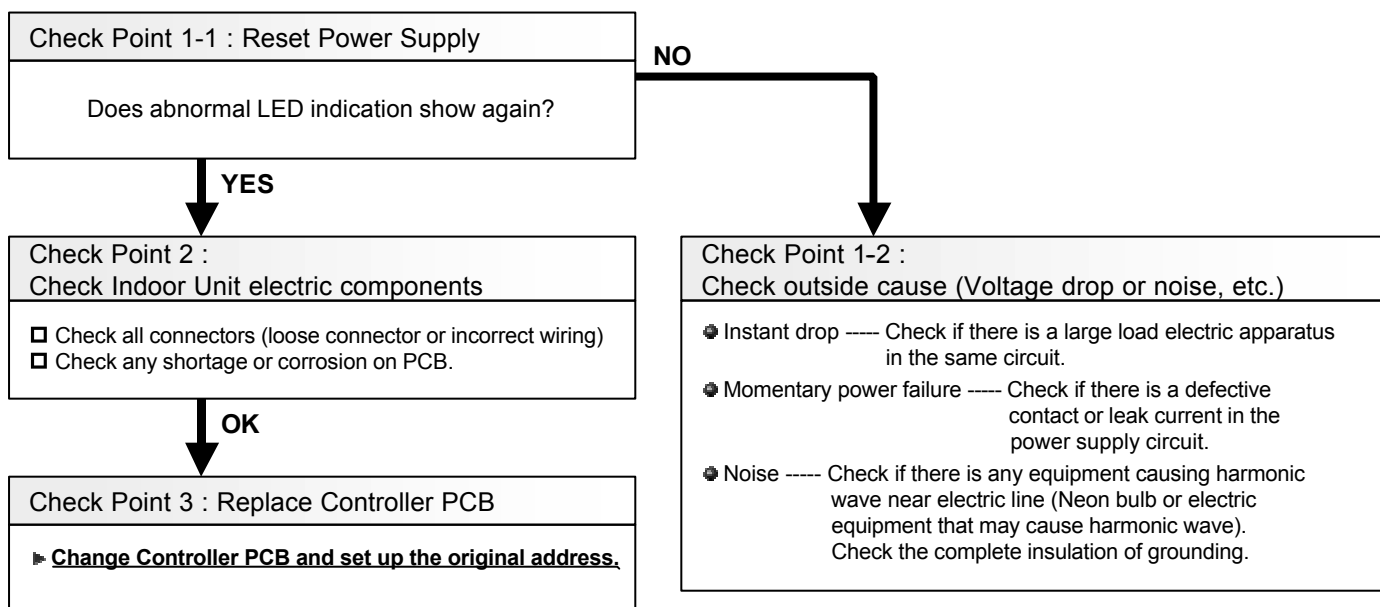 Check Point 1-1 : Reset Power Supply
Does abnormal LED indication show again?
NO
YES
Check Point 2 :
Check Indoor Unit electric components
Check all connectors (loose connector or incorrect wiring)
Check any shortage or corrosion on PCB.
OK
Check Point 3 : Replace Controller PCB
Change Controller PCB and set up the original address.
Check Point 1-2 :
Check outside cause (Voltage drop or noise, etc.)
Instant drop ----- Check if there is a large load electric apparatus
in the same circuit.
Momentary power failure ----- Check if there is a defective
contact or leak current in the
power supply circuit.
Noise ----- Check if there is any equipment causing harmonic
wave near electric line (Neon bulb or electric
equipment that may cause harmonic wave).
Check the complete insulation of grounding.